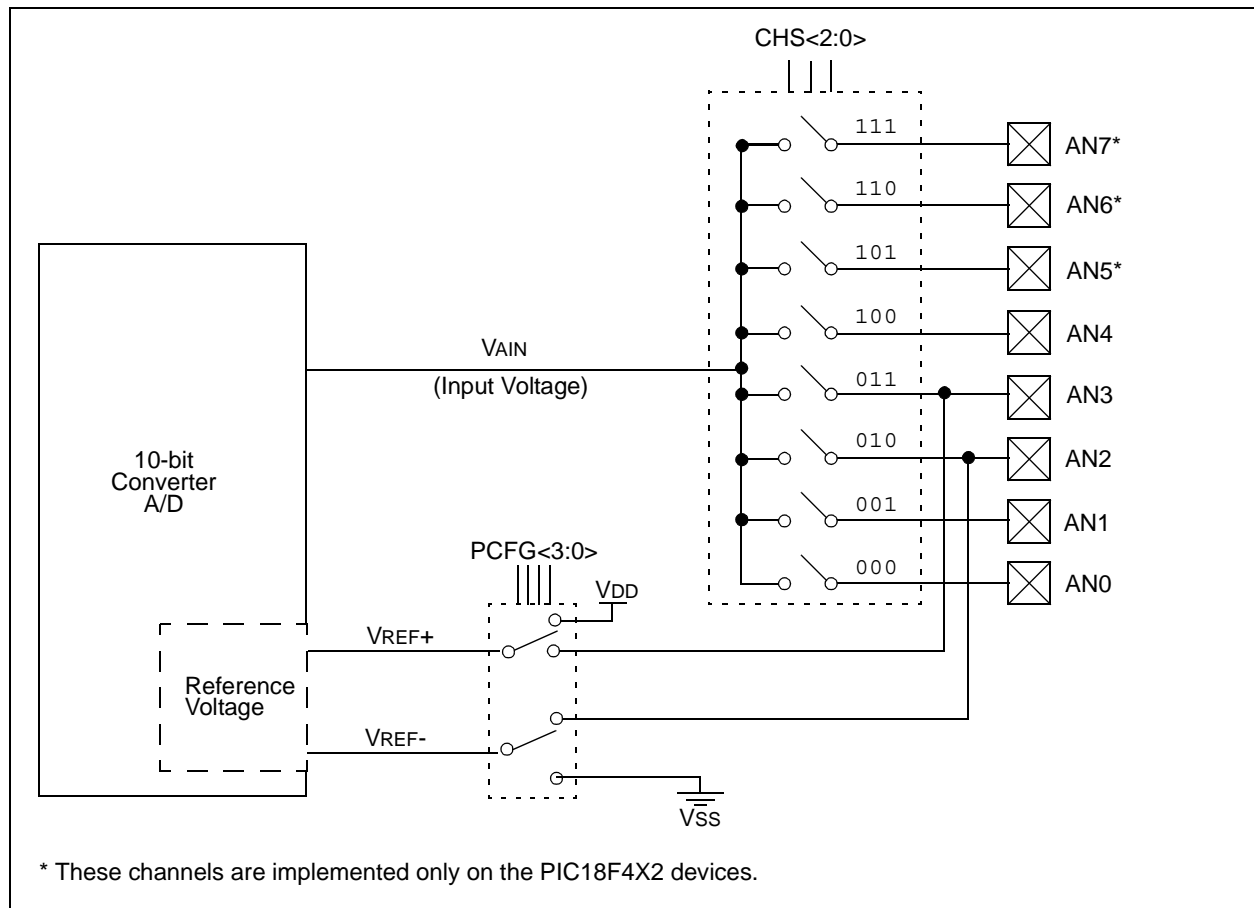 CHS<2:0>
111
AN7*
110
AN6*
101
AN5*
100
AN4
VAIN
(Input Voltage)
011
AN3
010
AN2
10-bit
Converter
A/D
001
AN1
PCFG<3:0>
000
AN0
VDD
VREF+
Reference
Voltage
VREF-
VSS
* These channels are implemented only on the PIC18F4X2 devices.